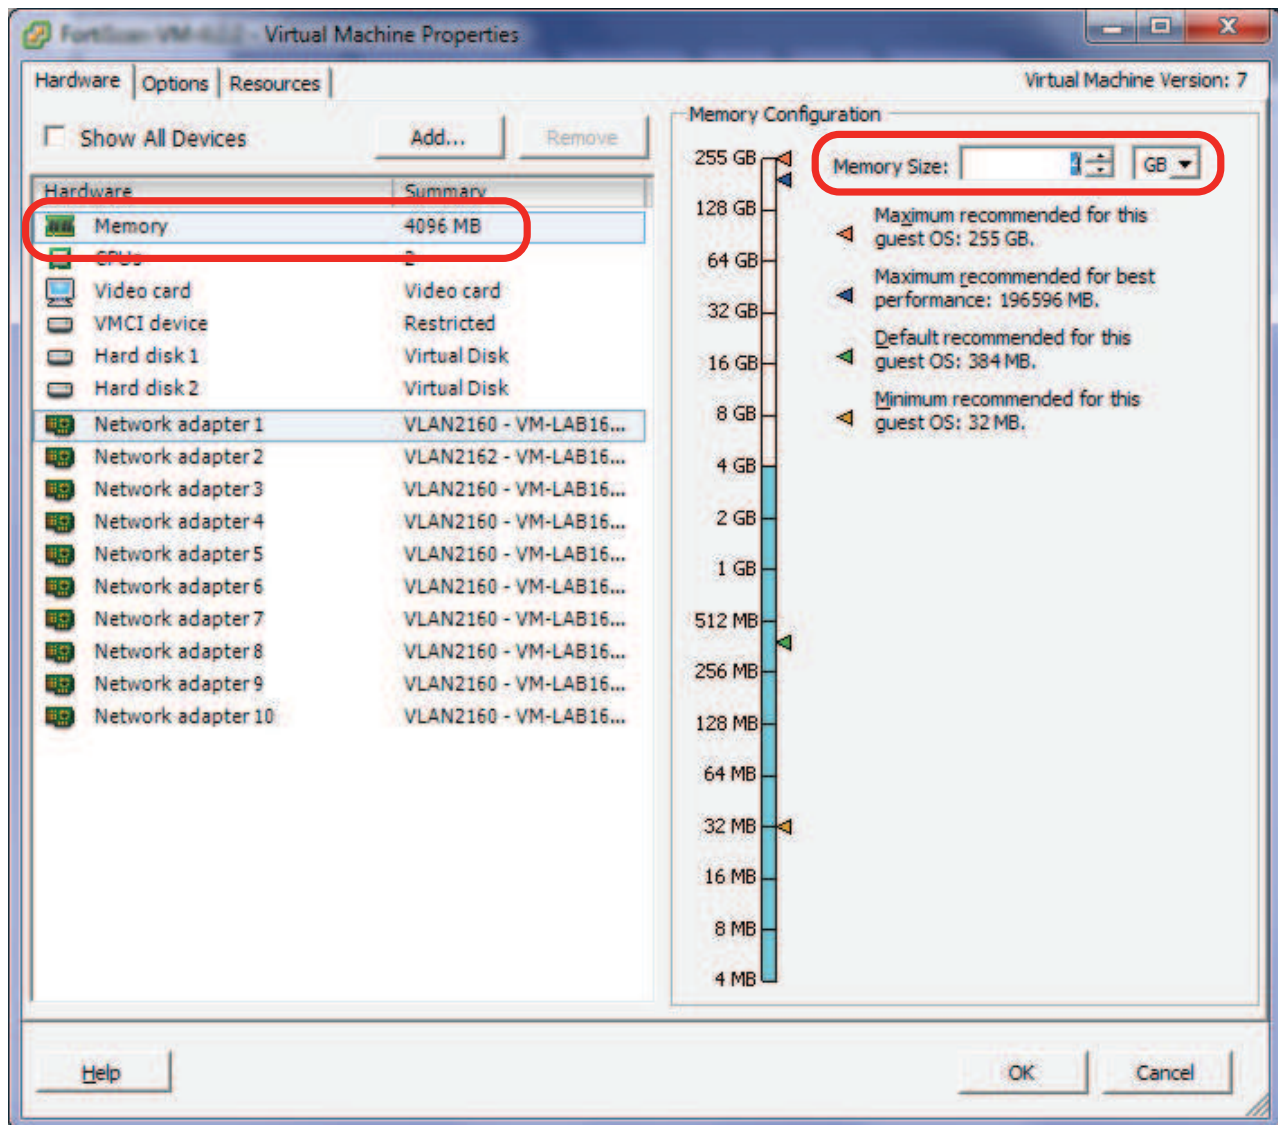 Virtual Machine Properties
Hardware Options Resources
Virtual Machine Version: 7
Show All Devices
Add...
Remove
Hardware Summary
Memory 4096 MB
CPUs 2
Video card Video card
VMCI device Restricted
Hard disk 1 Virtual Disk
Hard disk 2 Virtual Disk
Network adapter 1 VLAN2160 - VM-LAB16...
Network adapter 2 VLAN2162 - VM-LAB16...
Network adapter 3 VLAN2160 - VM-LAB16...
Network adapter 4 VLAN2160 - VM-LAB16...
Network adapter 5 VLAN2160 - VM-LAB16...
Network adapter 6 VLAN2160 - VM-LAB16...
Network adapter 7 VLAN2160 - VM-LAB16...
Network adapter 8 VLAN2160 - VM-LAB16...
Network adapter 9 VLAN2160 - VM-LAB16...
Network adapter 10 VLAN2160 - VM-LAB16...
Memory Configuration
255 GB
128 GB
64 GB
32 GB
16 GB
8 GB
4 GB
2 GB
1 GB
512 MB
256 MB
128 MB
64 MB
32 MB
16 MB
8 MB
4 MB
Memory Size: 4 GB
Maximum recommended for this
guest OS: 255 GB.
Maximum recommended for best
performance: 196596 MB.
Default recommended for this
guest OS: 384 MB.
Minimum recommended for this
guest OS: 32 MB.
Help
OK
Cancel